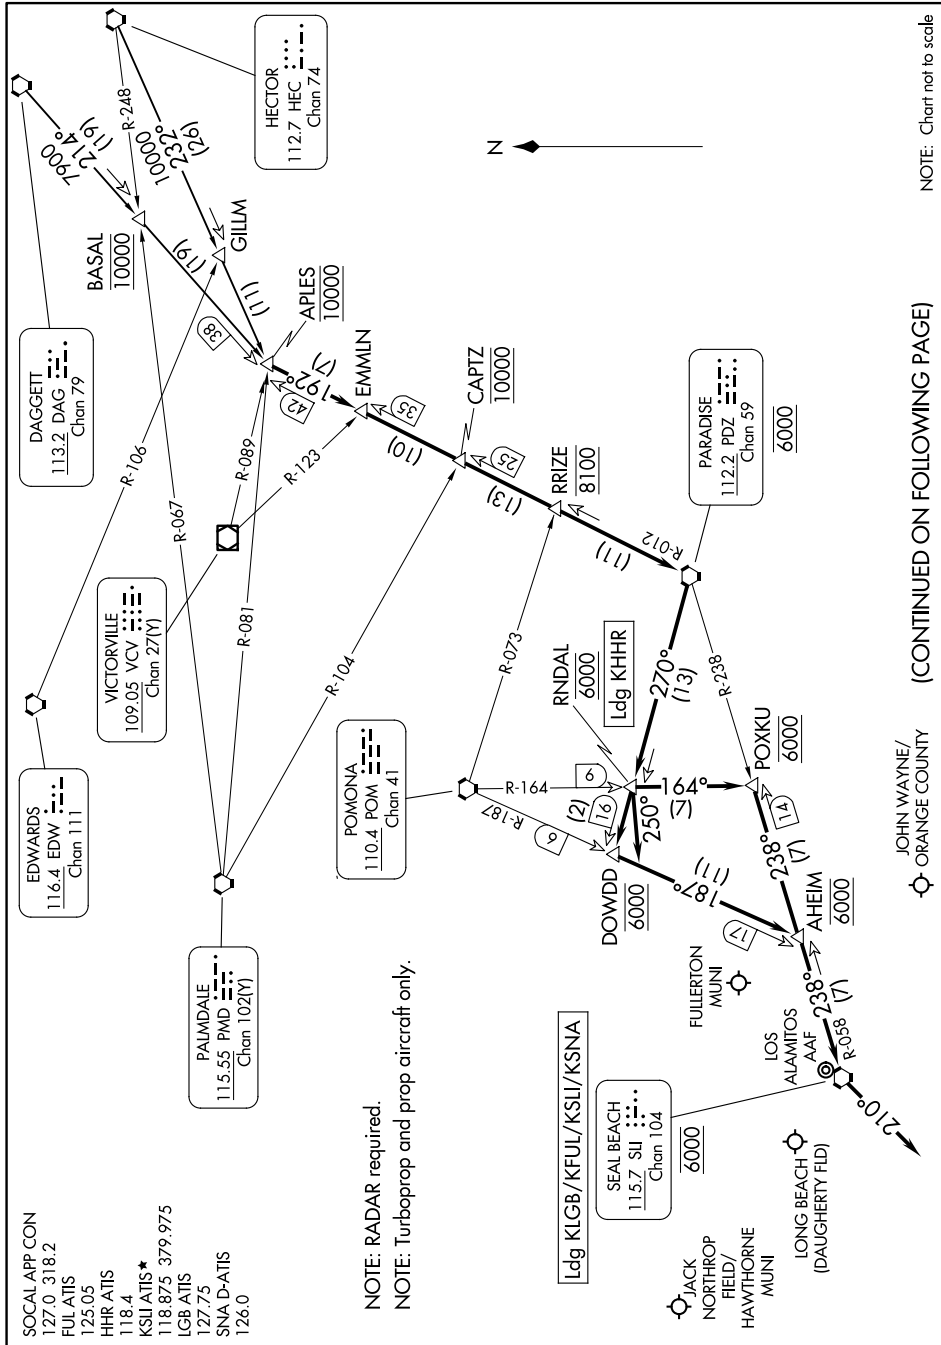 SOCAL APP CON
127.0 318.2
FUL ATIS
125.05
HHR ATIS
118.4
KSLI ATIS★
118.875 379.975
LGB ATIS
127.75
SNA D-ATIS
126.0
NOTE: RADAR required.
NOTE: Turboprop and prop aircraft only.
EDWARDS
116.4 EDW
Chan 111
PALMDALE
115.55 PMD
Chan 102(Y)
VICTORVILLE
109.05 VCV
Chan 27(Y)
DAGGETT
113.2 DAG
Chan 79
HECTOR
112.7 HEC
Chan 74
POMONA
110.4 POM
Chan 41
PARADISE
112.2 PDZ
Chan 59
6000
SEAL BEACH
115.7 SLI
Chan 104
6000
Ldg KLGB/KFUL/KSLI/KSNA
Ldg KHHR
7900
214°
(19)
R-248
10000
232°
(26)
BASAL
10000
GILLM
(19)
(11)
R-106
R-067
R-089
R-081
R-123
R-104
38
42
APLES
10000
192°
(7)
EMMLN
35
(10)
CAPTZ
10000
25
(13)
RRIZE
8100
R-073
(11)
R-012
270°
(13)
R-238
RNDAL
6000
R-164
9
R-187
9
(2)
16
250°
164°
(7)
DOWDD
6000
187°
(11)
17
POXKU
6000
14
238°
(7)
AHEIM
6000
238°
(7)
R-058
210°
FULLERTON
MUNI
LOS
ALAMITOS
AAF
LONG BEACH
(DAUGHERTY FLD)
JACK
NORTHROP
FIELD/
HAWTHORNE
MUNI
JOHN WAYNE/
ORANGE COUNTY
N
(CONTINUED ON FOLLOWING PAGE)
NOTE: Chart not to scale